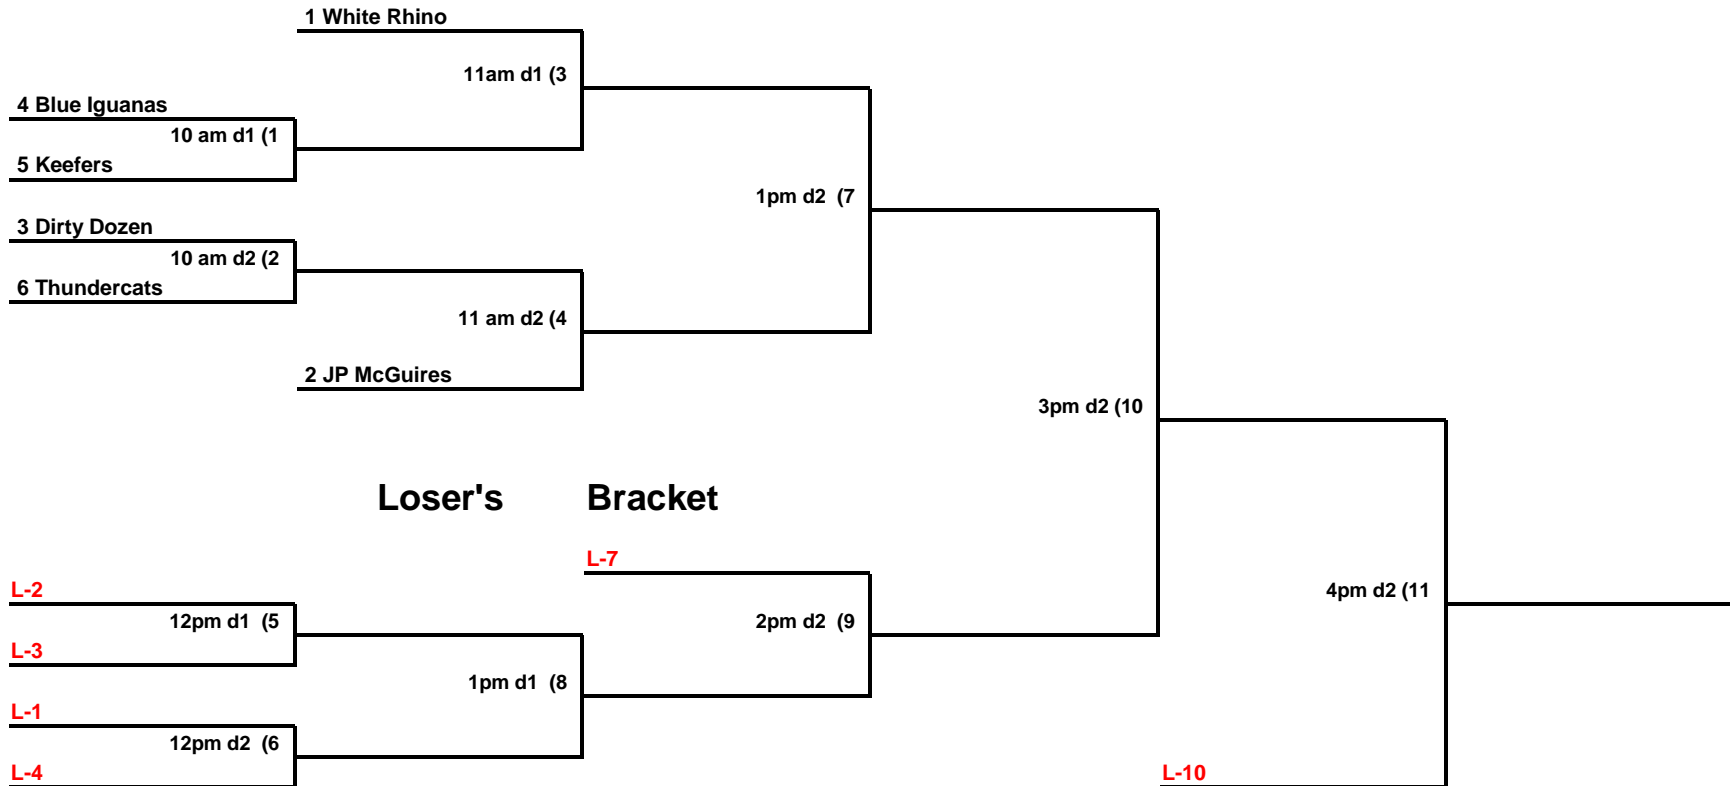 1 White Rhino
11am d1 (3
4 Blue Iguanas
10 am d1 (1
5 Keefers
1pm d2  (7
3 Dirty Dozen
10 am d2 (2
6 Thundercats
11 am d2 (4
2 JP McGuires
3pm d2 (10
Loser's Bracket
L-7
L-2
4pm d2 (11
12pm d1  (5
2pm d2  (9
L-3
1pm d1  (8
L-1
12pm d2  (6
L-4
L-10